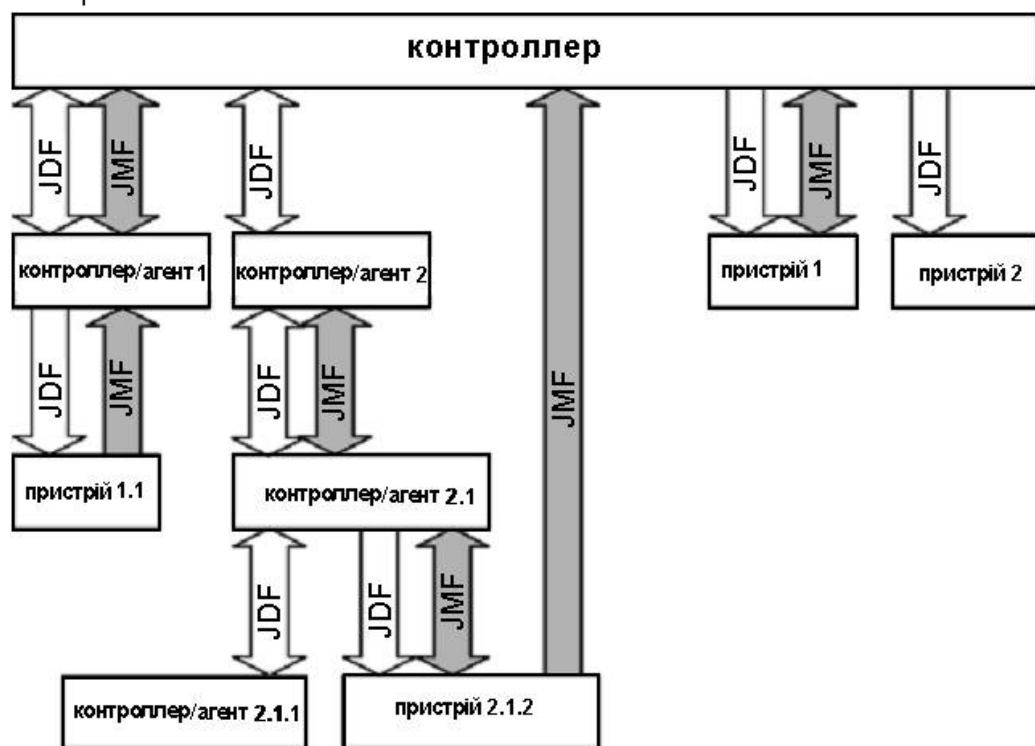 контроллер
JDF JMF JDF JDF JMF JDF
контроллер/агент 1 контроллер/агент 2 пристрій 1 пристрій 2
JDF JMF JDF JMF JMF
пристрій 1.1 контроллер/агент 2.1
JDF JDF JMF
контроллер/агент 2.1.1 пристрій 2.1.2